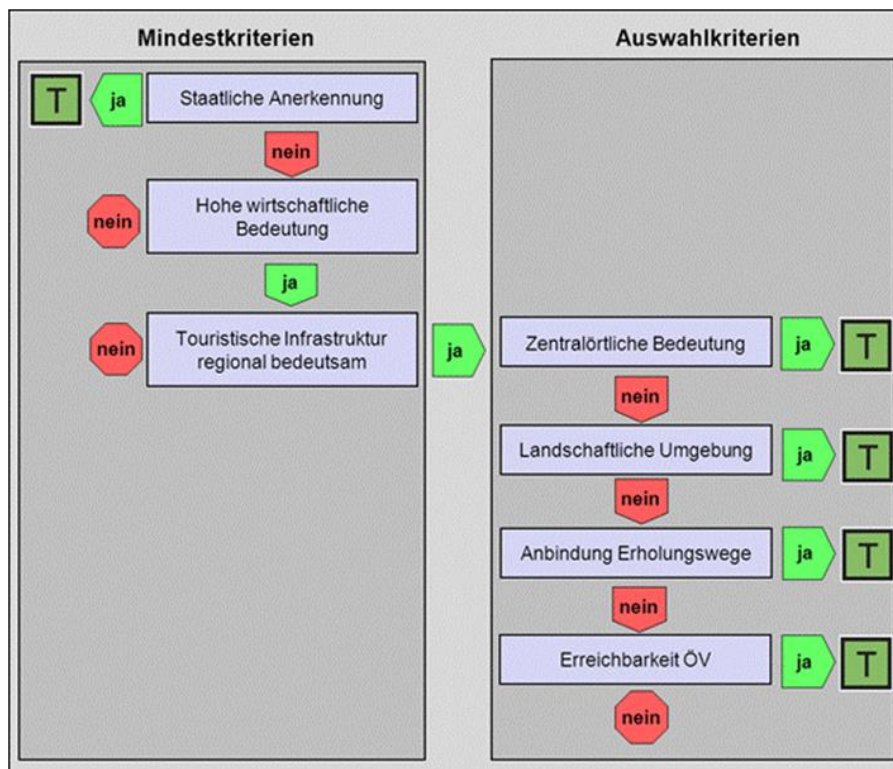 Mindestkriterien
T
ja
Staatliche Anerkennung
nein
nein
Hohe wirtschaftliche
Bedeutung
ja
nein
Touristische Infrastruktur
regional bedeutsam
ja
Auswahlkriterien
Zentralörtliche Bedeutung
ja
T
nein
Landschaftliche Umgebung
ja
T
nein
Anbindung Erholungswege
ja
T
nein
Erreichbarkeit ÖV
ja
T
nein